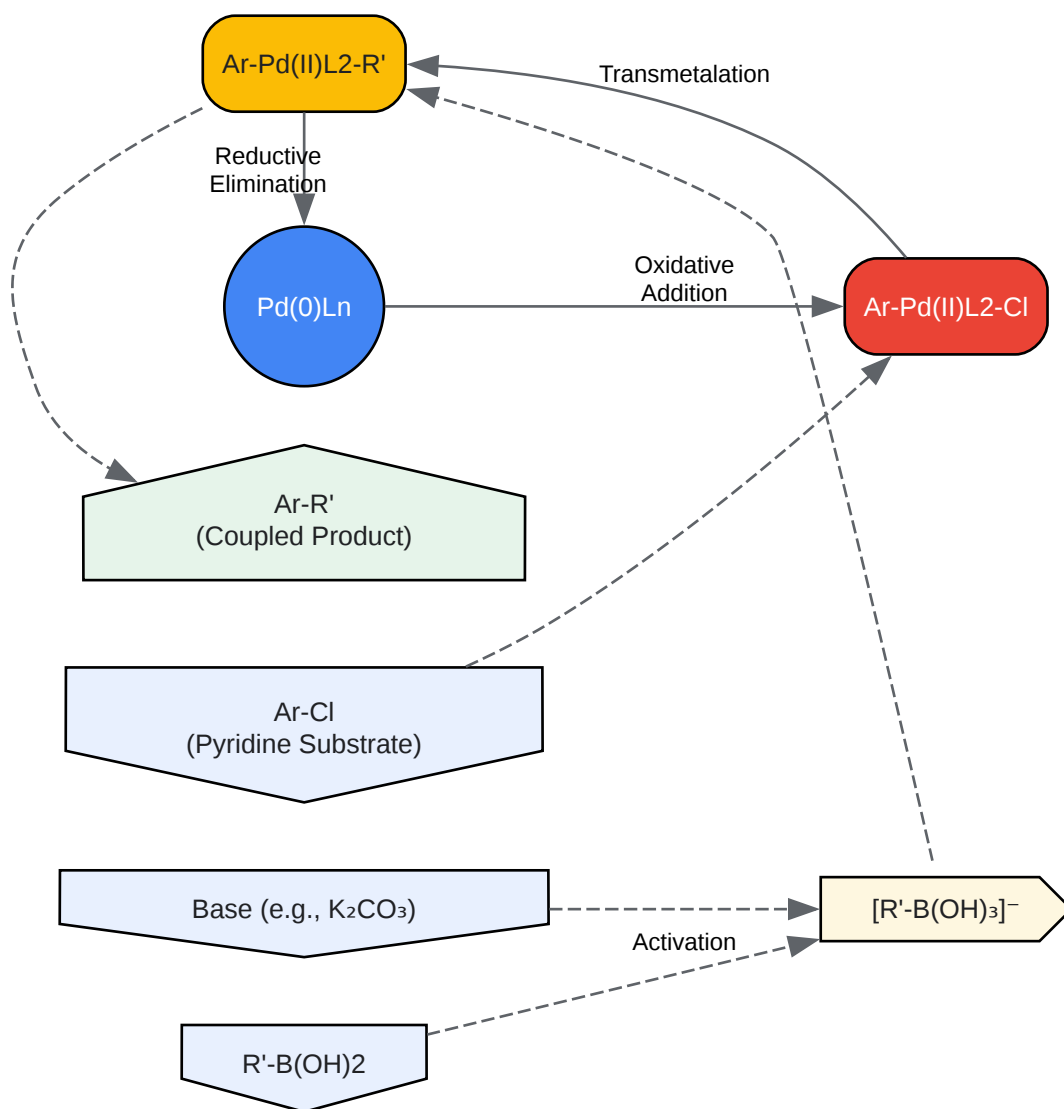 Ar-Pd(II)L2-R'
Transmetalation
Reductive
Elimination
Pd(0)Ln
Oxidative
Addition
Ar-Pd(II)L2-Cl
Ar-R'
(Coupled Product)
Ar-Cl
(Pyridine Substrate)
Base (e.g., K₂CO₃)
[R'-B(OH)₃]⁻
Activation
R'-B(OH)2